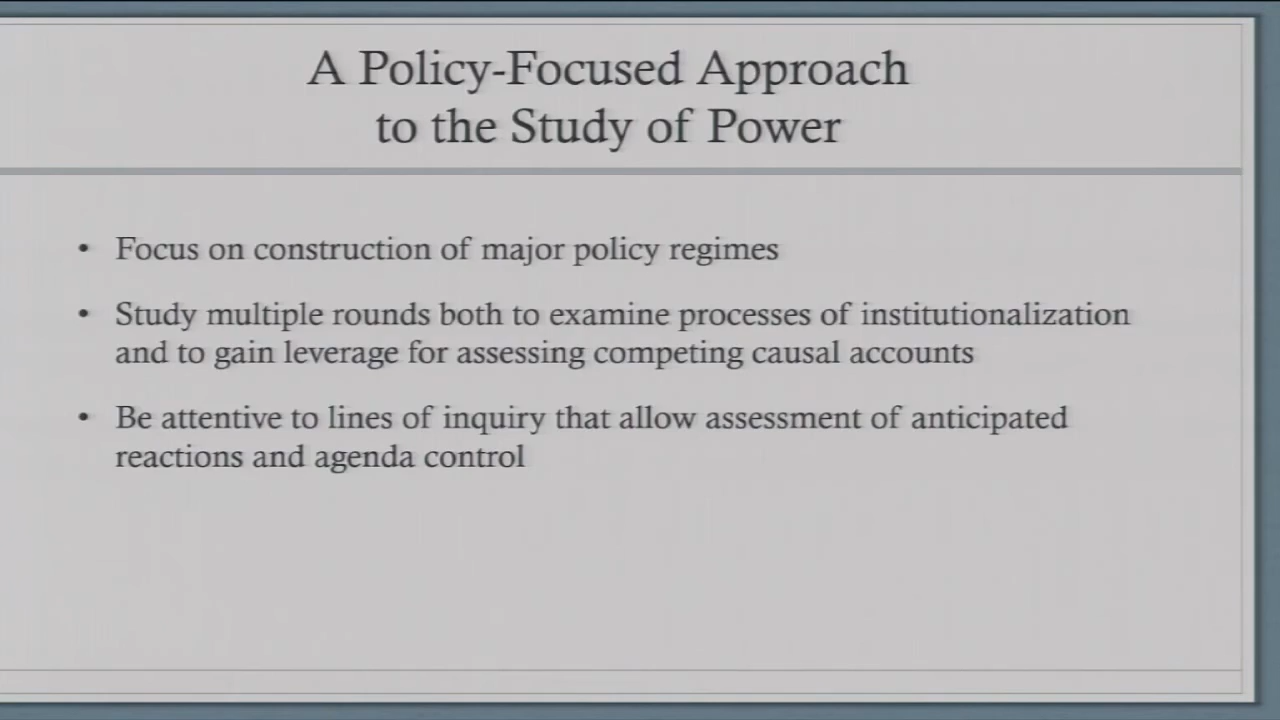 A Policy-Focused Approach
to the Study of Power
• Focus on construction of major policy regimes
• Study multiple rounds both to examine processes of institutionalization
and to gain leverage for assessing competing causal accounts
• Be attentive to lines of inquiry that allow assessment of anticipated
reactions and agenda control